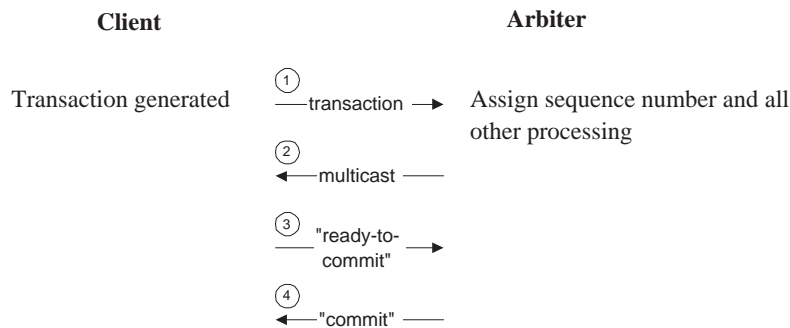 Client
Arbiter
Transaction generated
1
transaction
Assign sequence number and all
other processing
2
multicast
3
"ready-to-
commit"
4
"commit"